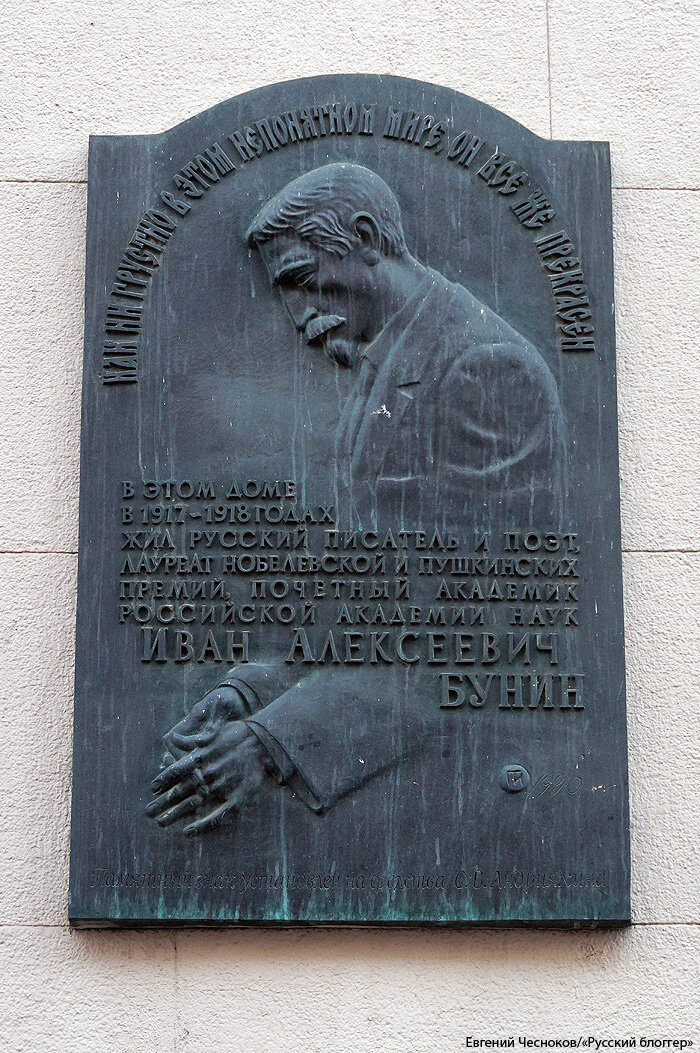 КАК НИ ГРУСТНО В ЭТОМ НЕПОНЯТНОМ МИРЕ, ОН ВСЕ ЖЕ ПРЕКРАСЕН
В ЭТОМ ДОМЕ
В 1917-1918 ГОДАХ
ЖИЛ РУССКИЙ ПИСАТЕЛЬ И ПОЭТ,
ЛАУРЕАТ НОБЕЛЕВСКОЙ И ПУШКИНСКИХ
ПРЕМИЙ, ПОЧЕТНЫЙ АКАДЕМИК
РОССИЙСКОЙ АКАДЕМИИ НАУК
ИВАН АЛЕКСЕЕВИЧ
БУНИН
Памятный знак установлен на средства С.В.
Евгений Чесноков/«Русский блоггер»